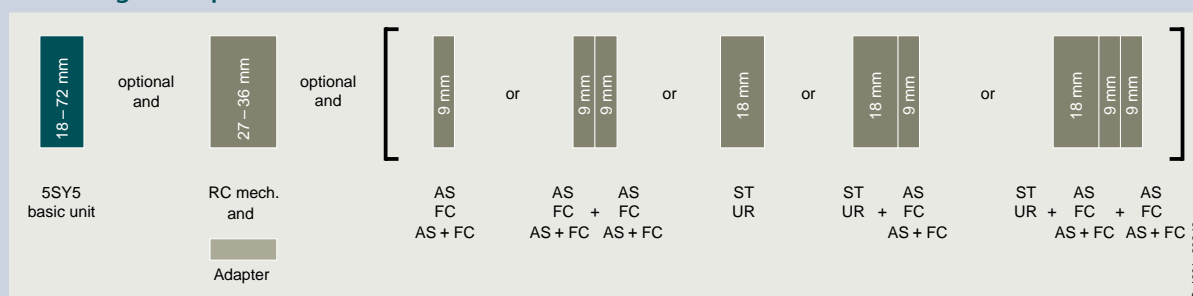 18 – 72 mm
optional
and
27 – 36 mm
optional
and
9 mm
or
9 mm
9 mm
or
18 mm
or
18 mm
9 mm
or
18 mm
9 mm
9 mm
5SY5
basic unit
RC mech.
and
Adapter
AS
FC
AS + FC
AS AS
FC + FC
AS + FC AS + FC
ST
UR
ST AS
UR + FC
AS + FC
ST AS AS
UR + FC + FC
AS + FC AS + FC